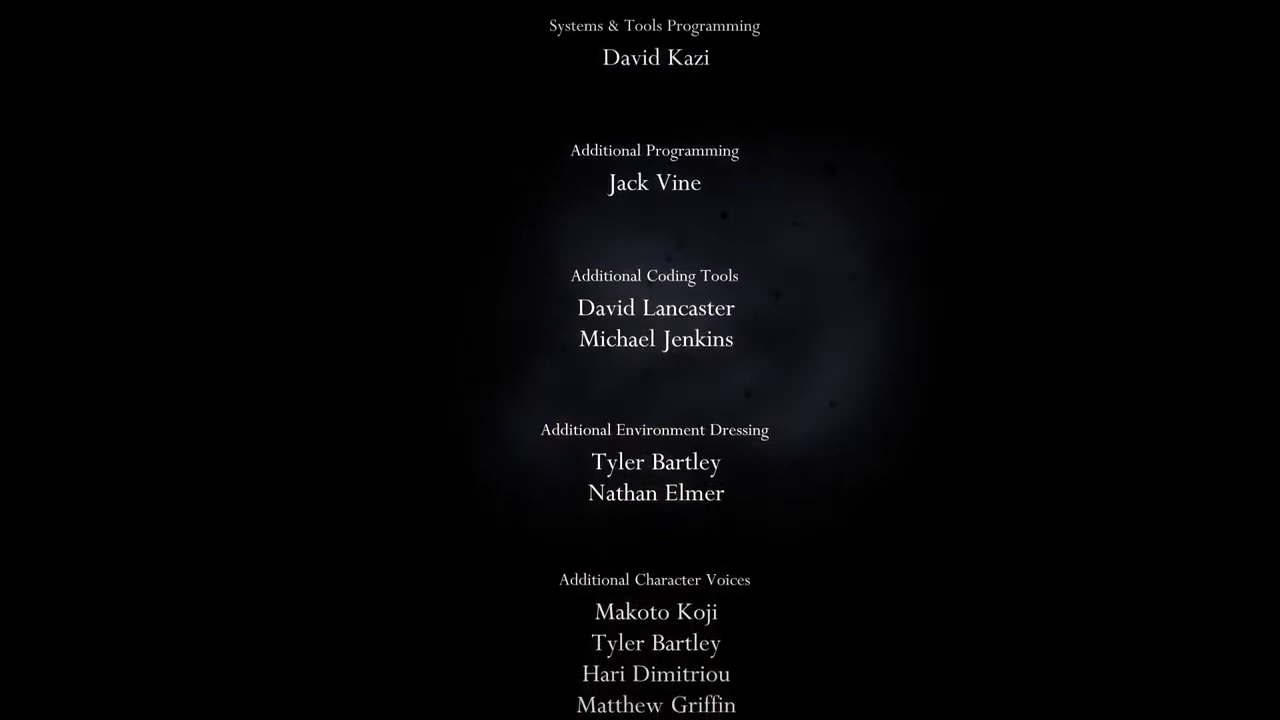 Systems & Tools Programming
David Kazi
Additional Programming
Jack Vine
Additional Coding Tools
David Lancaster
Michael Jenkins
Additional Environment Dressing
Tyler Bartley
Nathan Elmer
Additional Character Voices
Makoto Koji
Tyler Bartley
Hari Dimitriou
Matthew Griffin